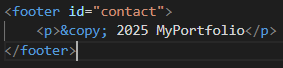 <footer id="contact">
<p>&copy; 2025 MyPortfolio</p>
</footer>